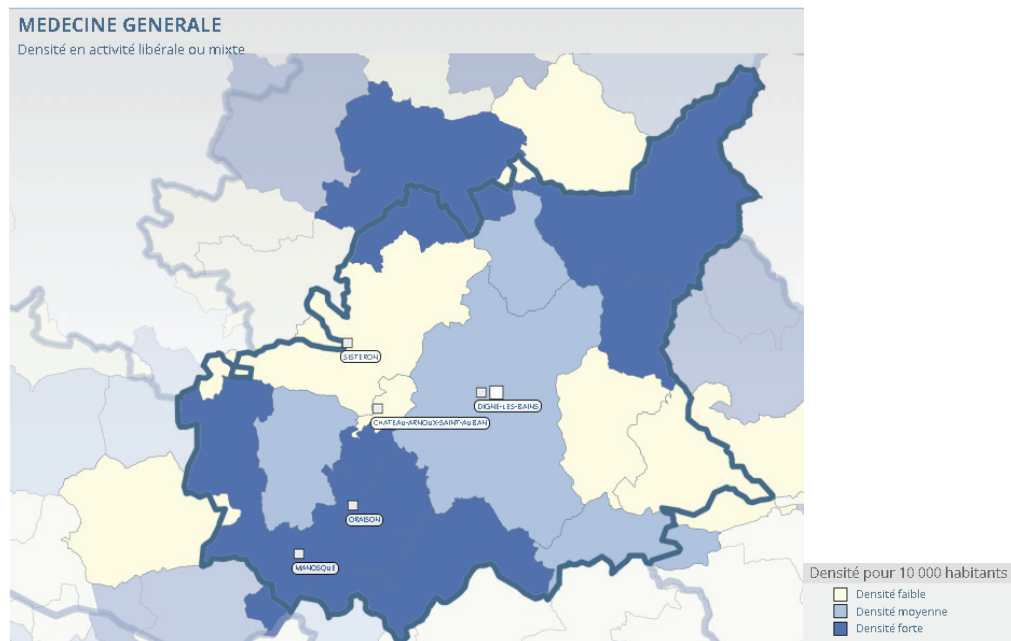 MEDECINE GENERALE
Densité en activité libérale ou mixte
SISTERON
DIGNE-LES-BAINS
CHATEAU-ARNOUX-SAINT-AUBAN
ORAISON
MANOSQUE
Densité pour 10 000 habitants
Densité faible
Densité moyenne
Densité forte